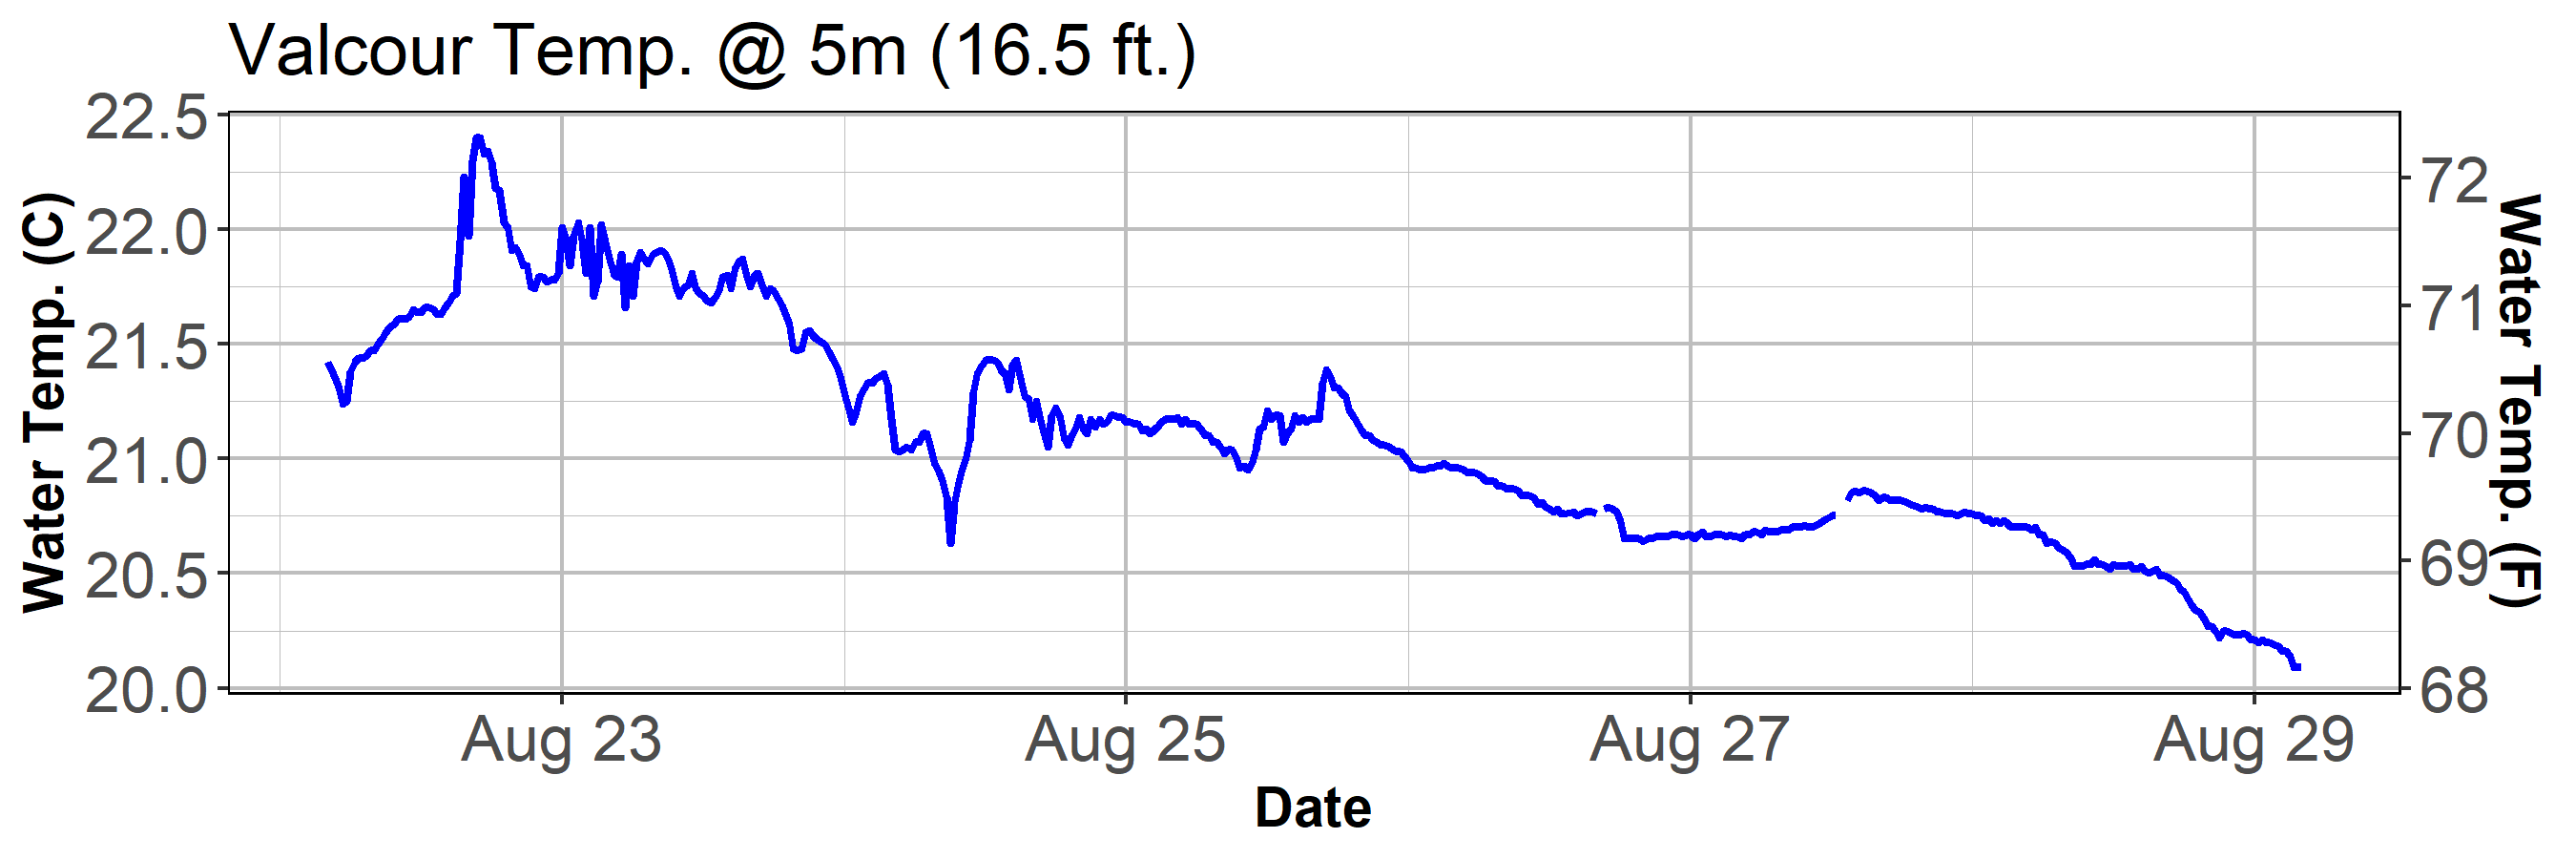 Valcour Temp. @ 5m (16.5 ft.)
Water Temp. (C)
22.5
22.0
21.5
21.0
20.5
20.0
72
71
70
69
68
Water Temp. (F)
Aug 23
Aug 25
Aug 27
Aug 29
Date